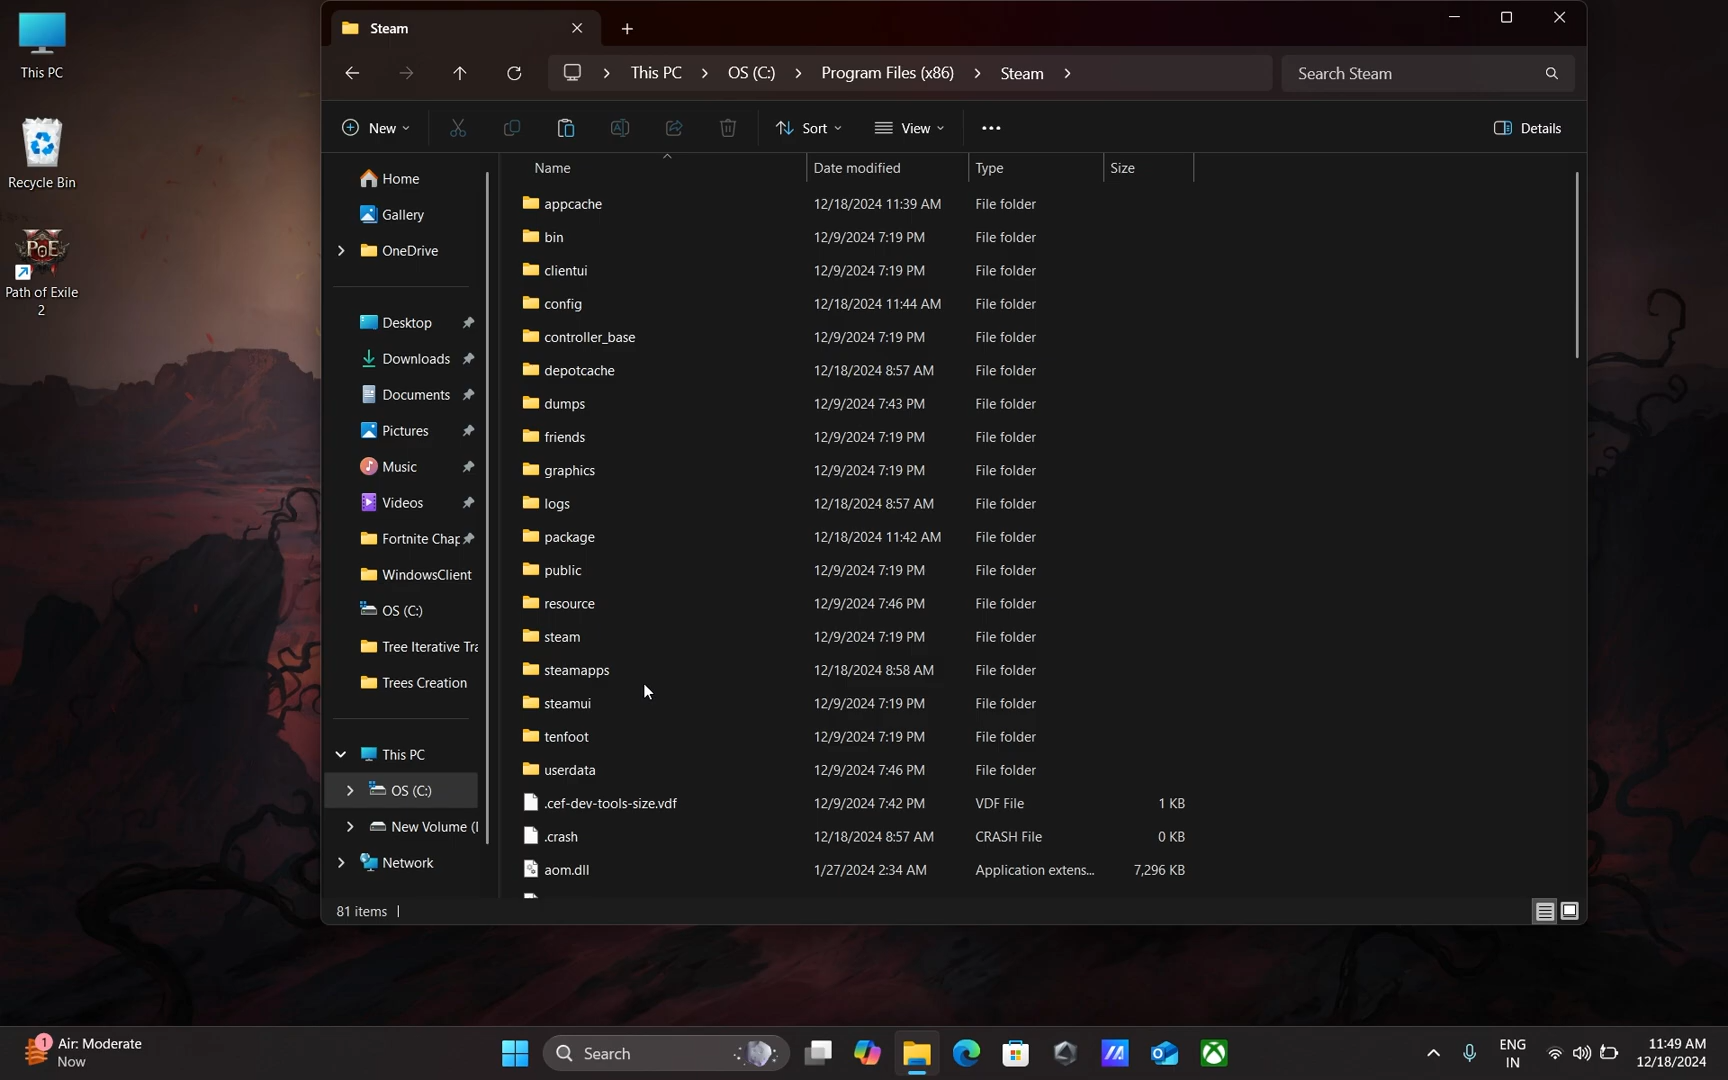 This PC
Recycle Bin
Path of Exile
2
Steam
This PC
OS (C:)
Program Files (x86)
Steam
Search Steam
New
Sort
View
Details
Home
Gallery
OneDrive
Desktop
Downloads
Documents
Pictures
Music
Videos
Fortnite Chap
WindowsClient
OS (C:)
Tree Iterative Tra
Trees Creation
This PC
OS (C:)
New Volume (
Network
Name Date modified Type Size
appcache 12/18/2024 11:39 AM File folder
bin 12/9/2024 7:19 PM File folder
clientui 12/9/2024 7:19 PM File folder
config 12/18/2024 11:44 AM File folder
controller_base 12/9/2024 7:19 PM File folder
depotcache 12/18/2024 8:57 AM File folder
dumps 12/9/2024 7:43 PM File folder
friends 12/9/2024 7:19 PM File folder
graphics 12/9/2024 7:19 PM File folder
logs 12/18/2024 8:57 AM File folder
package 12/18/2024 11:42 AM File folder
public 12/9/2024 7:19 PM File folder
resource 12/9/2024 7:46 PM File folder
steam 12/9/2024 7:19 PM File folder
steamapps 12/18/2024 8:58 AM File folder
steamui 12/9/2024 7:19 PM File folder
tenfoot 12/9/2024 7:19 PM File folder
userdata 12/9/2024 7:46 PM File folder
.cef-dev-tools-size.vdf 12/9/2024 7:42 PM VDF File 1 KB
.crash 12/18/2024 8:57 AM CRASH File 0 KB
aom.dll 1/27/2024 2:34 AM Application extens... 7,296 KB
81 items
1
Air: Moderate
Now
Search
ENG
IN
11:49 AM
12/18/2024